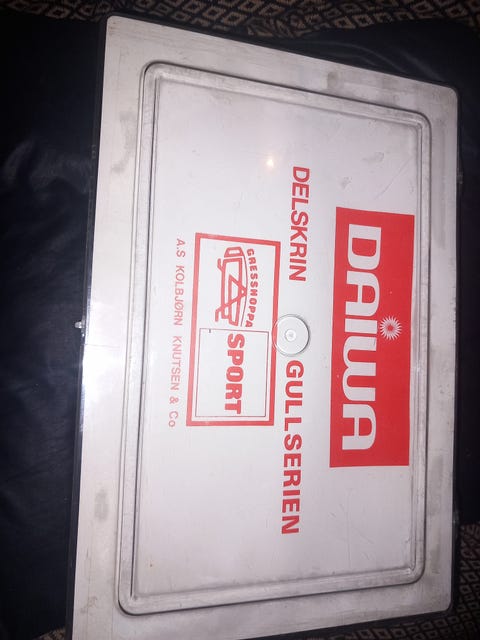 DAIWA
DELSKRIN GULLSERIEN
GRESSHOPPA
SPORT
A.S KOLBJØRN KNUTSEN & Co